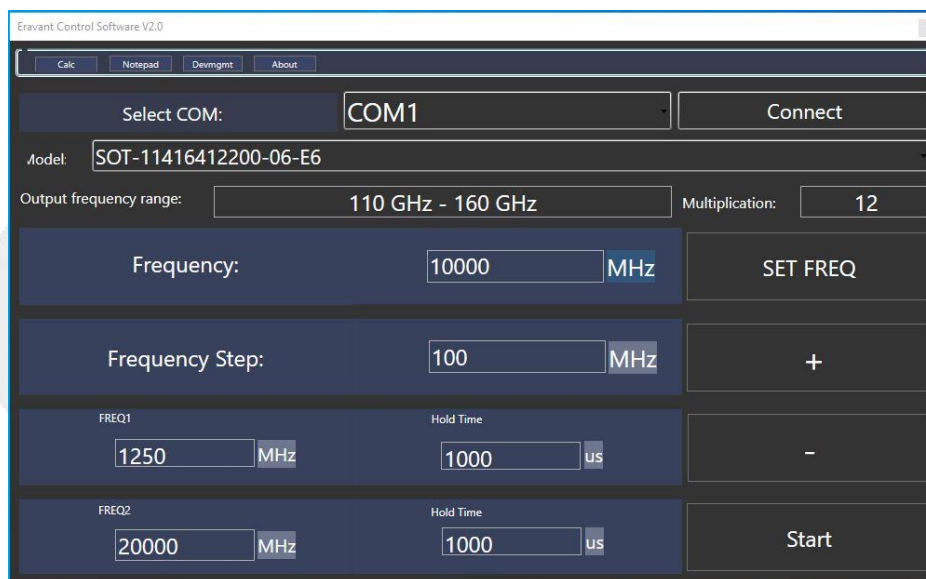 Eravant Control Software V2.0
Calc Notepad Devmgmt About
Select COM: COM1 Connect
Model: SOT-11416412200-06-E6
Output frequency range: 110 GHz - 160 GHz Multiplication: 12
Frequency: 10000 MHz SET FREQ
Frequency Step: 100 MHz +
FREQ1 Hold Time
1250 MHz 1000 us -
FREQ2 Hold Time
20000 MHz 1000 us Start